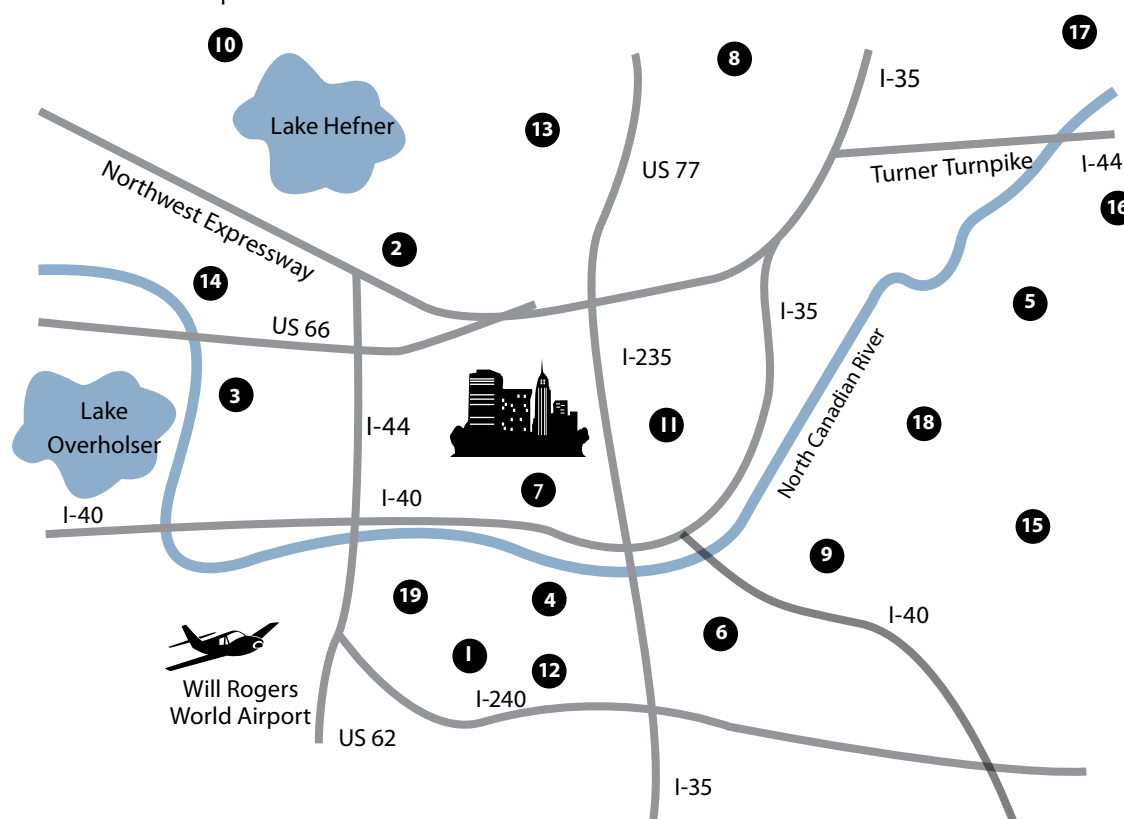 17
10
8
I-35
Lake Hefner
13
Turner Turnpike
I-44
US 77
Northwest Expressway
16
2
14
5
I-35
US 66
I-235
North Canadian River
3
Lake
Overholser
I-44
11
18
7
I-40
I-40
15
9
19
4
I-40
6
1
12
Will Rogers
World Airport
I-240
US 62
I-35